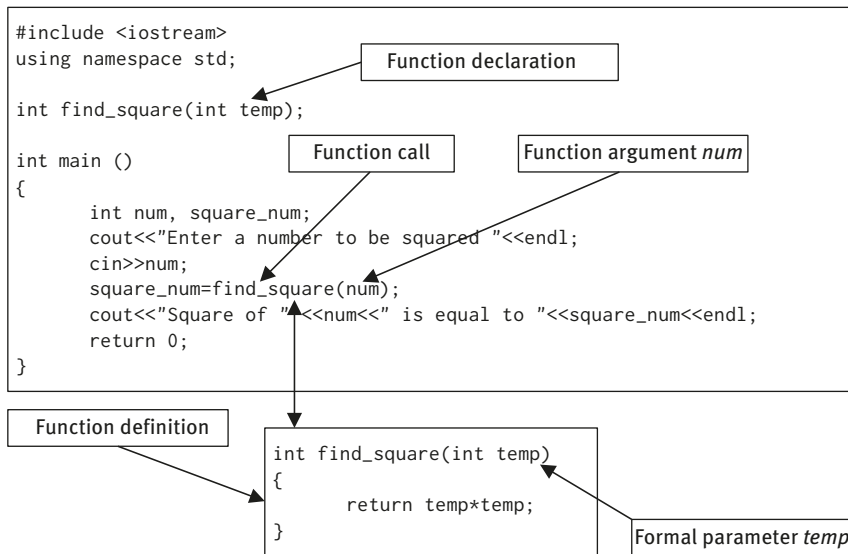 #include <iostream>
using namespace std;
Function declaration
int find_square(int temp);
Function call
Function argument num
int main ()
{
int num, square_num;
cout<<"Enter a number to be squared "<<endl;
cin>>num;
square_num=find_square(num);
cout<<"Square of "<<num<<" is equal to "<<square_num<<endl;
return 0;
}
Function definition
int find_square(int temp)
{
return temp*temp;
}
Formal parameter temp